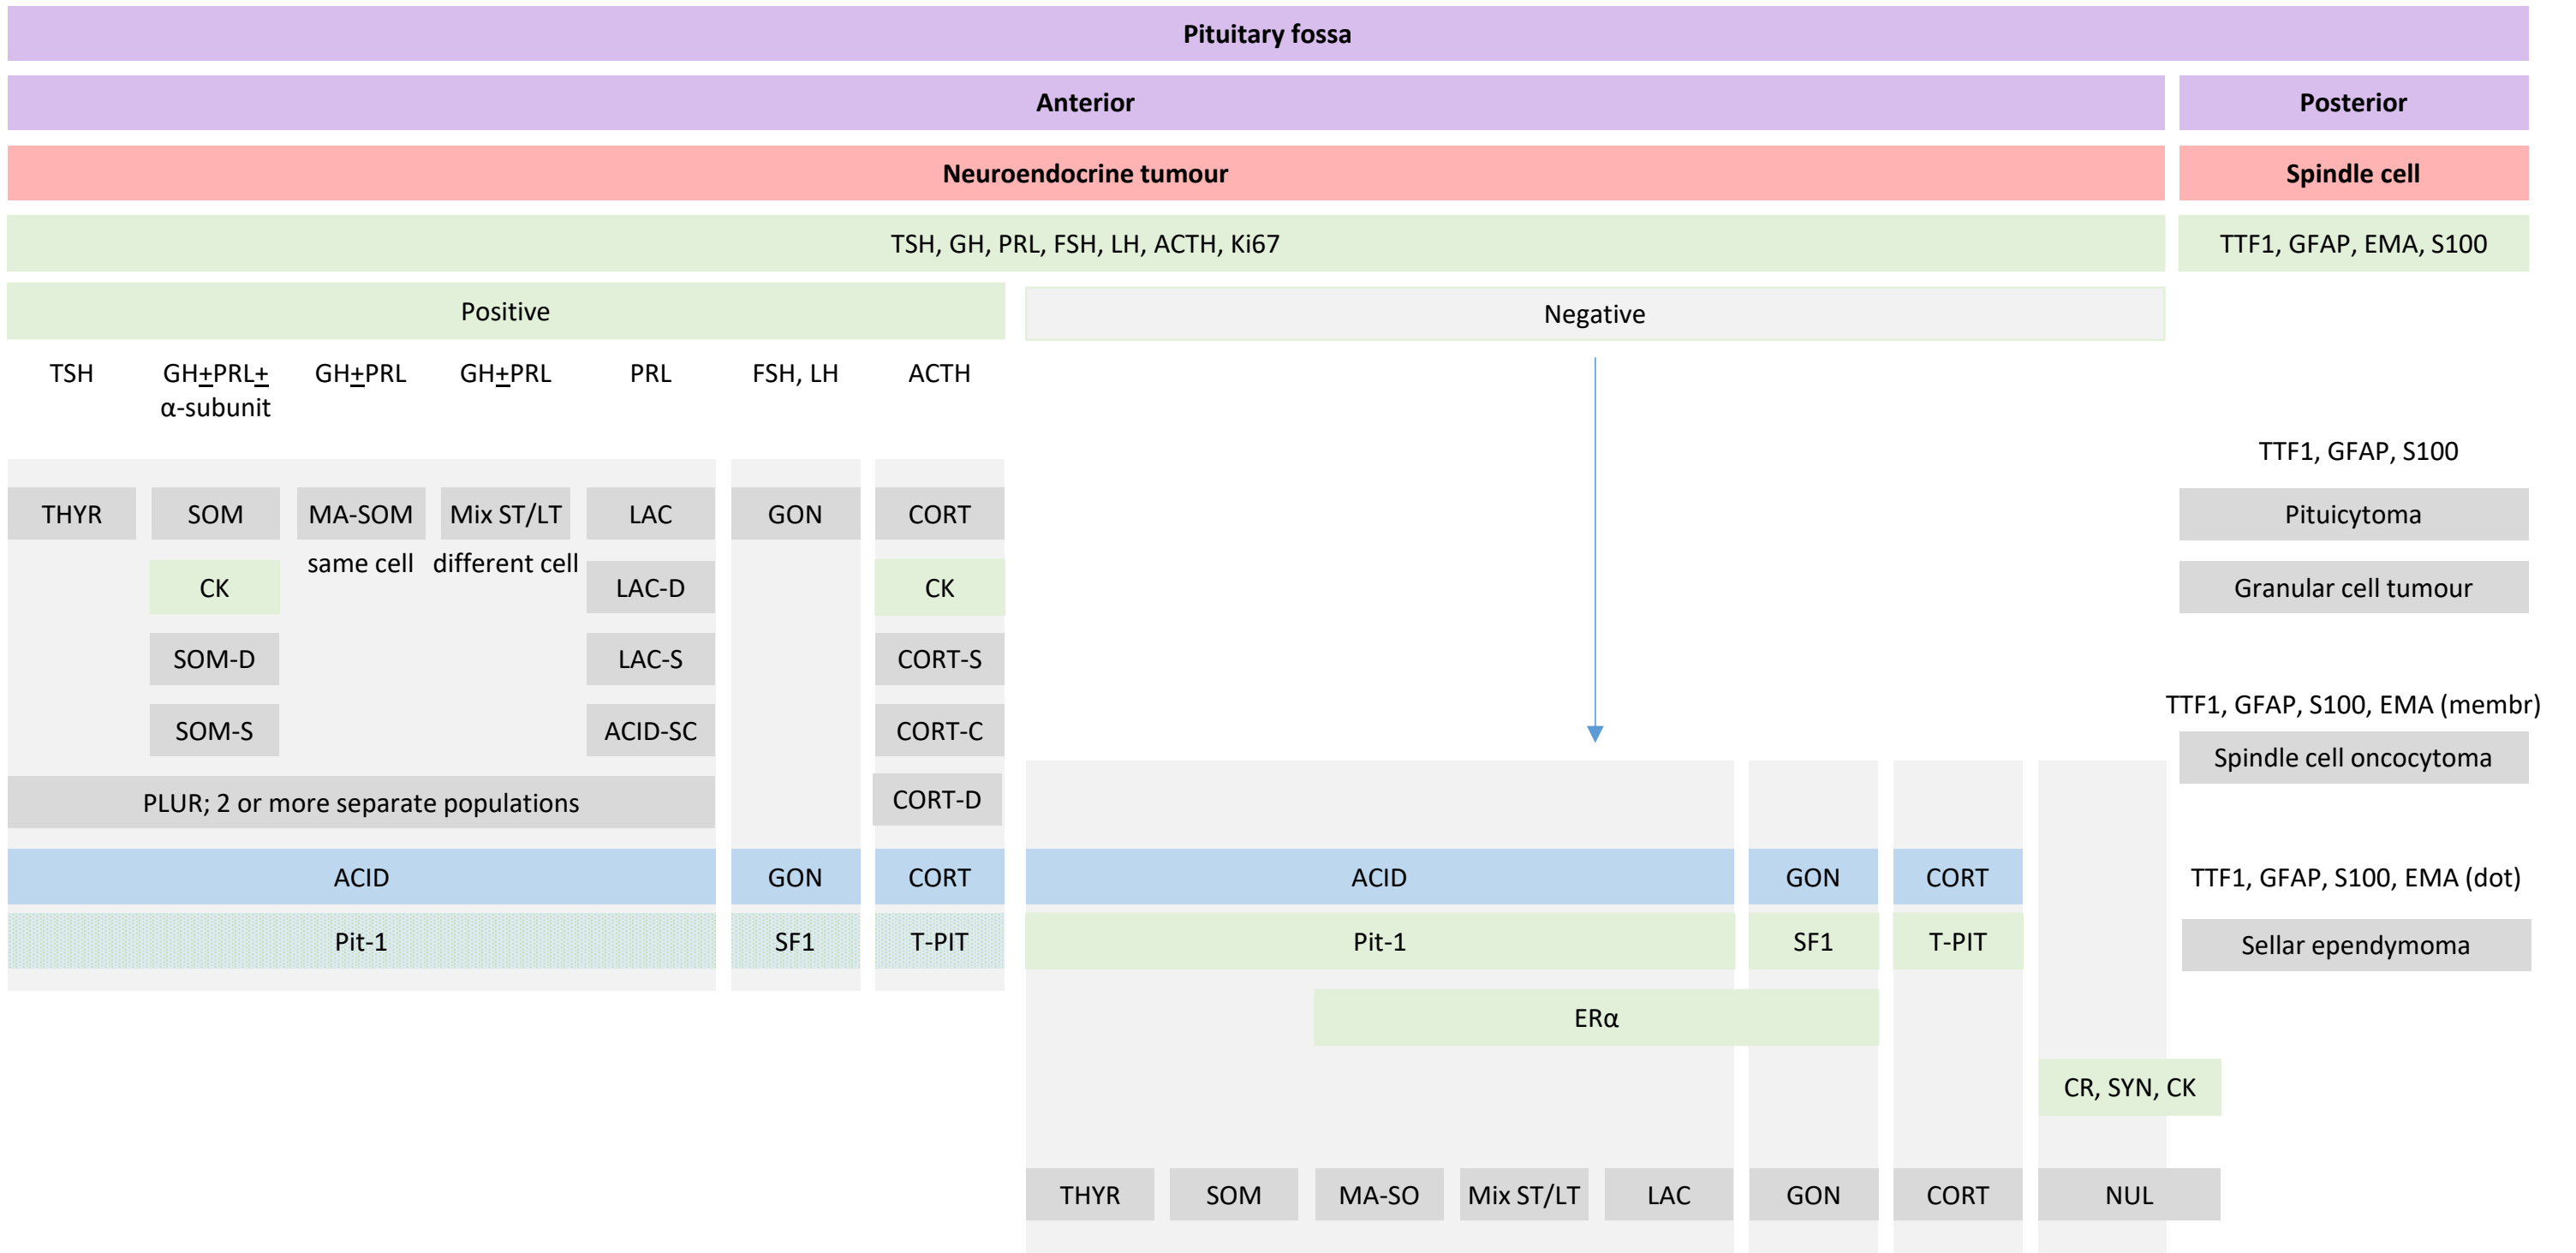 Pituitary fossa
Anterior
Posterior
Neuroendocrine tumour
Spindle cell
TSH, GH, PRL, FSH, LH, ACTH, Ki67
TTF1, GFAP, EMA, S100
Positive
Negative
TSH
GH±PRL±
α-subunit
GH±PRL
GH±PRL
PRL
FSH, LH
ACTH
TTF1, GFAP, S100
THYR
SOM
MA-SOM
Mix ST/LT
LAC
GON
CORT
Pituicytoma
same cell
different cell
CK
LAC-D
CK
Granular cell tumour
SOM-D
LAC-S
CORT-S
TTF1, GFAP, S100, EMA (membr)
SOM-S
ACID-SC
CORT-C
Spindle cell oncocytoma
PLUR; 2 or more separate populations
CORT-D
ACID
GON
CORT
ACID
GON
CORT
TTF1, GFAP, S100, EMA (dot)
Pit-1
SF1
T-PIT
Pit-1
SF1
T-PIT
Sellar ependymoma
ERα
CR, SYN, CK
THYR
SOM
MA-SO
Mix ST/LT
LAC
GON
CORT
NUL